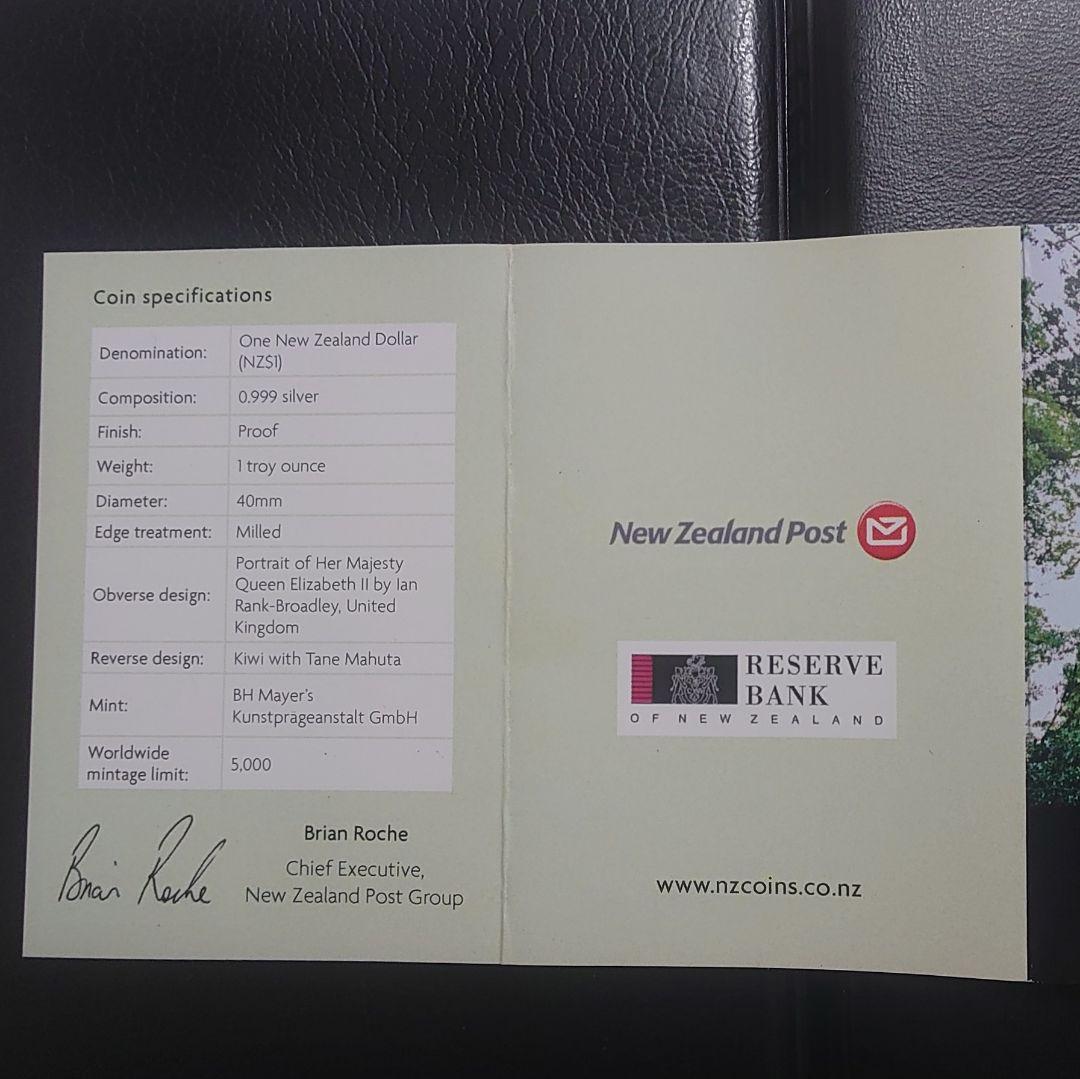 Coin specifications
Denomination: One New Zealand Dollar
(NZ$1)
Composition: 0.999 silver
Finish: Proof
Weight: 1 troy ounce
Diameter: 40mm
Edge treatment: Milled
Obverse design: Portrait of Her Majesty
Queen Elizabeth II by Ian
Rank-Broadley, United
Kingdom
Reverse design: Kiwi with Tane Mahuta
Mint: BH Mayer's
Kunstprägeanstalt GmbH
Worldwide
mintage limit: 5,000
Brian Roche
Brian Roche
Chief Executive,
New Zealand Post Group
New Zealand Post
RESERVE
BANK
OF NEW ZEALAND
www.nzcoins.co.nz